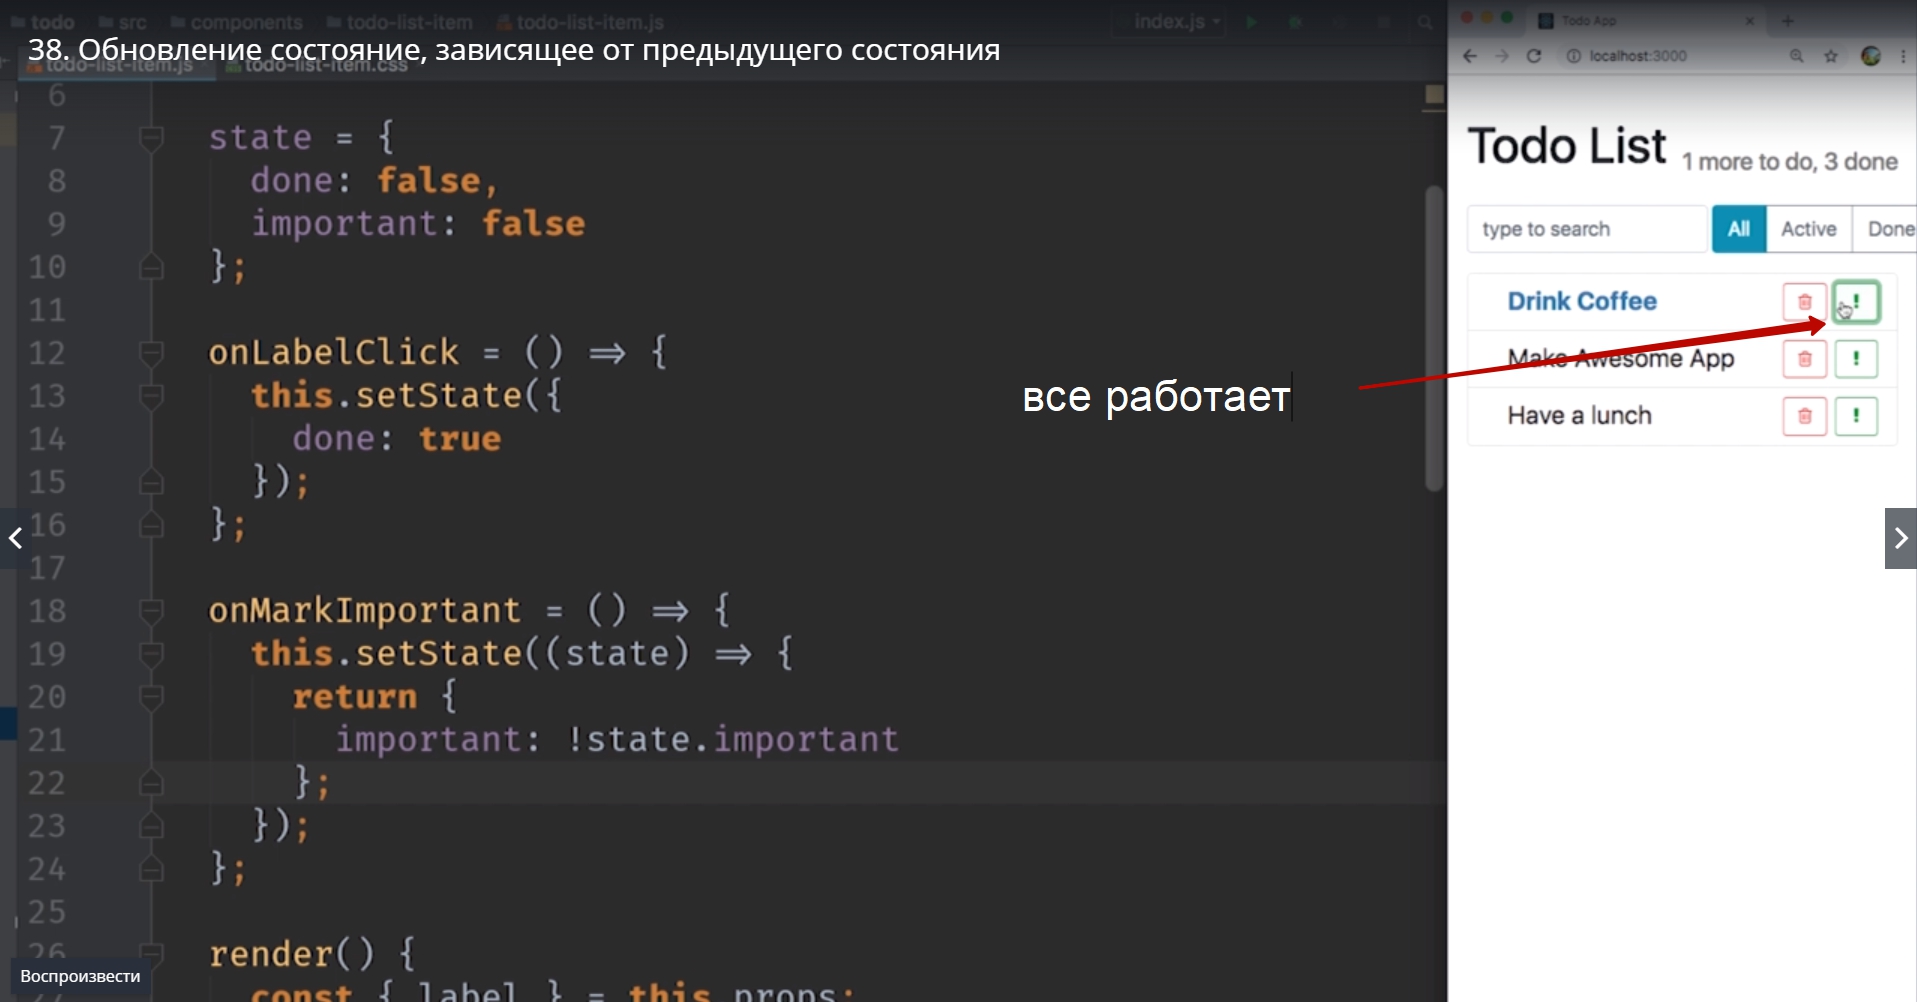 todo src components todo-list-item todo-list-item.js index.js
38. Обновление состояние, зависящее от предыдущего состояния
todo-list-item.js todo-list-item.css
6
7 state = {
8 done: false,
9 important: false
10 };
11
12 onLabelClick = () ⇒ {
13 this.setState({
14 done: true
15 });
16 };
17
18 onMarkImportant = () ⇒ {
19 this.setState((state) ⇒ {
20 return {
21 important: !state.important
22 };
23 });
24 };
25
26 render() {
27 const { label } = this.props;
Воспроизвести
все работает
Todo App
localhost:3000
Todo List 1 more to do, 3 done
type to search All Active Done
Drink Coffee !
Make Awesome App !
Have a lunch !